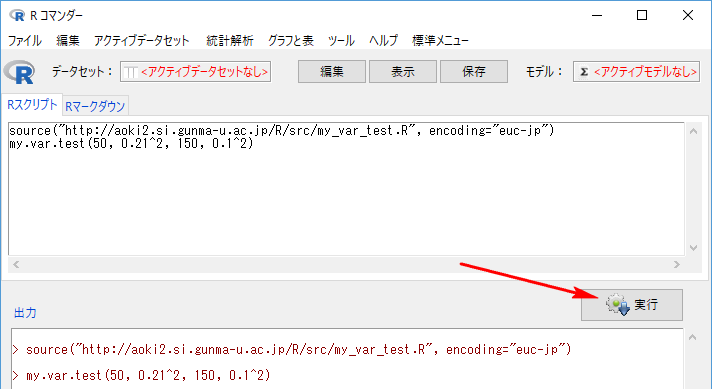 R コマンダー
ファイル 編集 アクティブデータセット 統計解析 グラフと表 ツール ヘルプ 標準メニュー
データセット: <アクティブデータセットなし> 編集 表示 保存 モデル: Σ <アクティブモデルなし>
Rスクリプト Rマークダウン
source("http://aoki2.si.gunma-u.ac.jp/R/src/my_var_test.R", encoding="euc-jp")
my.var.test(50, 0.21^2, 150, 0.1^2)
実行
出力
> source("http://aoki2.si.gunma-u.ac.jp/R/src/my_var_test.R", encoding="euc-jp")
> my.var.test(50, 0.21^2, 150, 0.1^2)